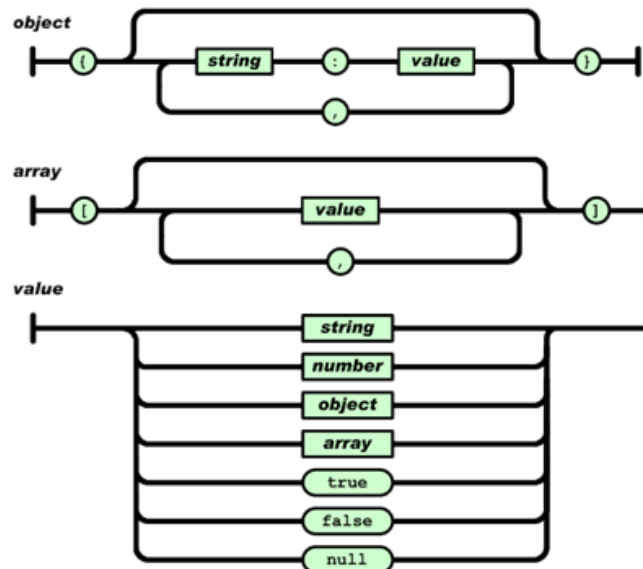 object
{ string : value }
,
array
[ value ]
,
value
string
number
object
array
true
false
null